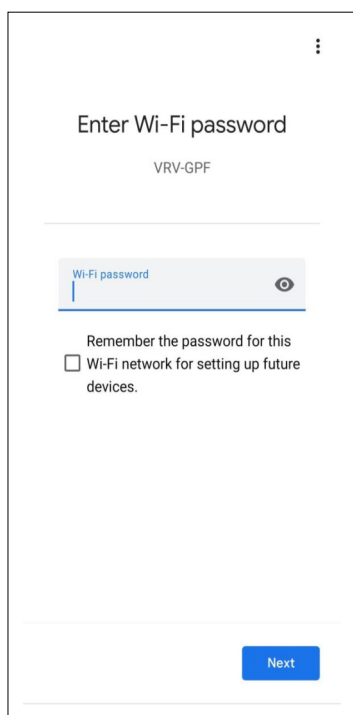 Enter Wi-Fi password
VRV-GPF
Wi-Fi password
Remember the password for this
Wi-Fi network for setting up future
devices.
Next